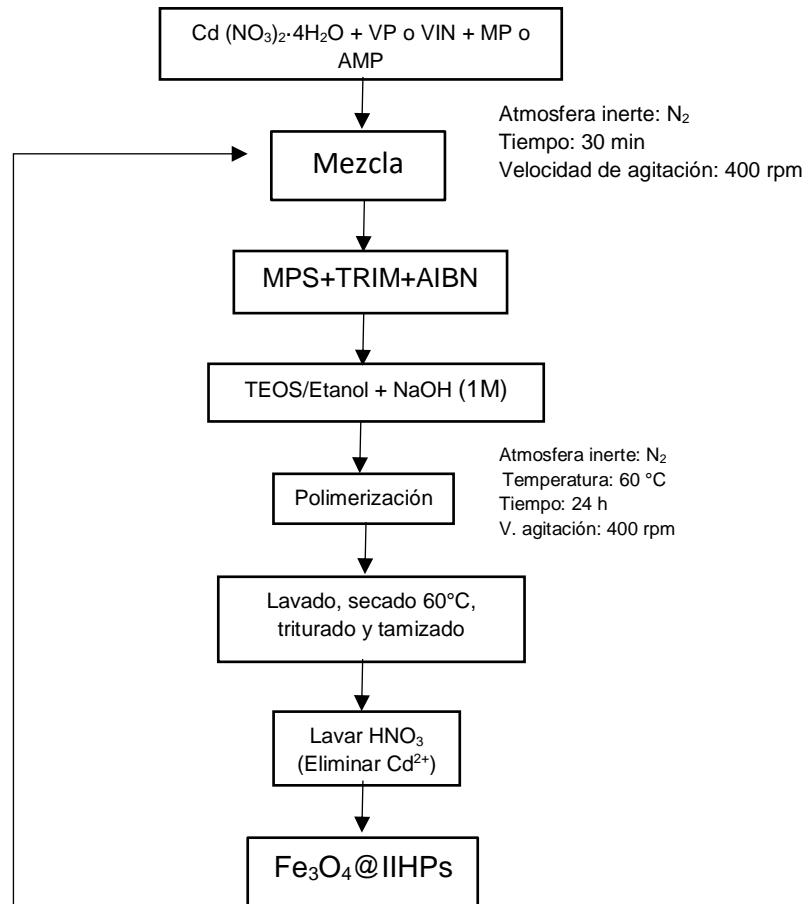 Cd (NO₃)₂·4H₂O + VP o VIN + MP o
AMP
Atmosfera inerte: N₂
Tiempo: 30 min
Velocidad de agitación: 400 rpm
Mezcla
MPS+TRIM+AIBN
TEOS/Etanol + NaOH (1M)
Atmosfera inerte: N₂
Temperatura: 60 °C
Tiempo: 24 h
V. agitación: 400 rpm
Polimerización
Lavado, secado 60°C,
triturado y tamizado
Lavar HNO₃
(Eliminar Cd²⁺)
Fe₃O₄@IIHPs